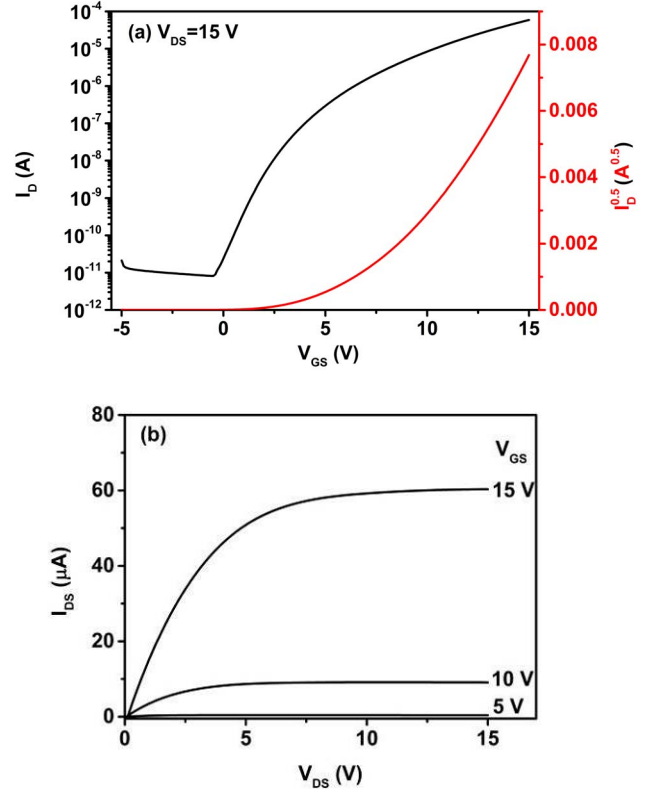 (a) V_DS=15 V
10^-4
10^-5
10^-6
10^-7
10^-8
10^-9
10^-10
10^-11
10^-12
I_D (A)
0.008
0.006
0.004
0.002
0.000
I_D^0.5 (A^0.5)
-5 0 5 10 15
V_GS (V)
(b)
V_GS
15 V
10 V
5 V
80
60
40
20
0
I_DS (μA)
0 5 10 15
V_DS (V)